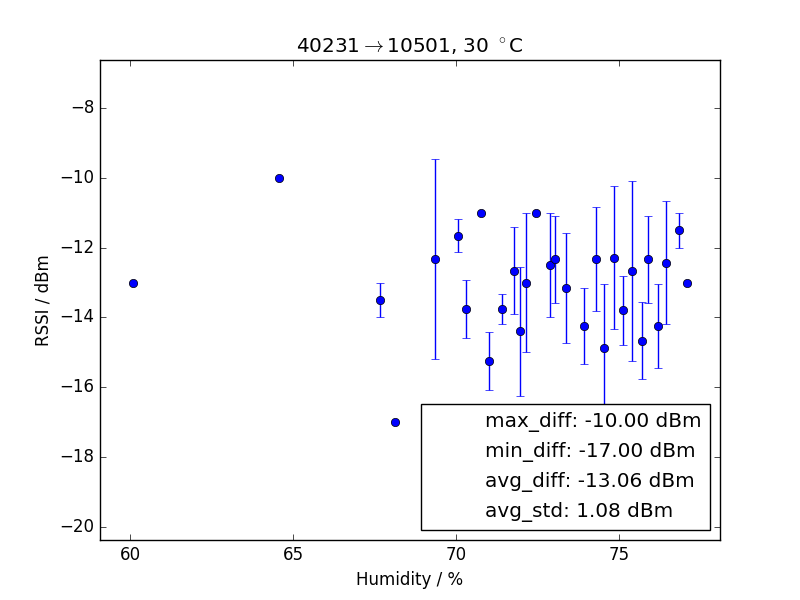 40231→10501, 30 °C
−8
−10
−12
−14
−16
−18
−20
RSSI / dBm
max_diff: -10.00 dBm
min_diff: -17.00 dBm
avg_diff: -13.06 dBm
avg_std: 1.08 dBm
60 65 70 75
Humidity / %